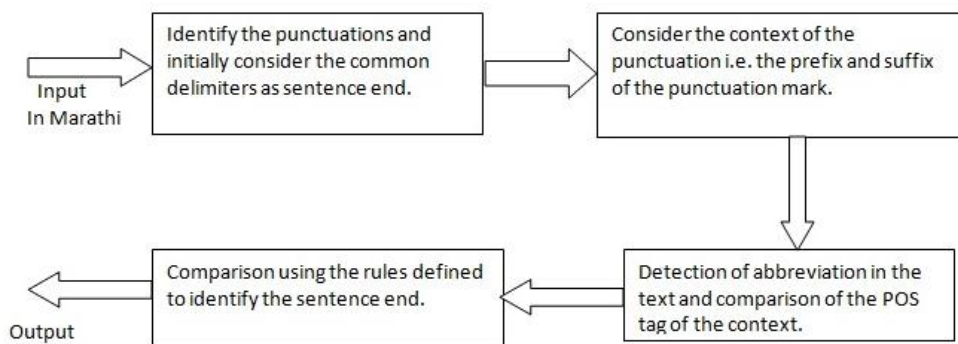 Input
In Marathi
Identify the punctuations and
initially consider the common
delimiters as sentence end.
Consider the context of the
punctuation i.e. the prefix and suffix
of the punctuation mark.
Detection of abbreviation in the
text and comparison of the POS
tag of the context.
Comparison using the rules defined
to identify the sentence end.
Output